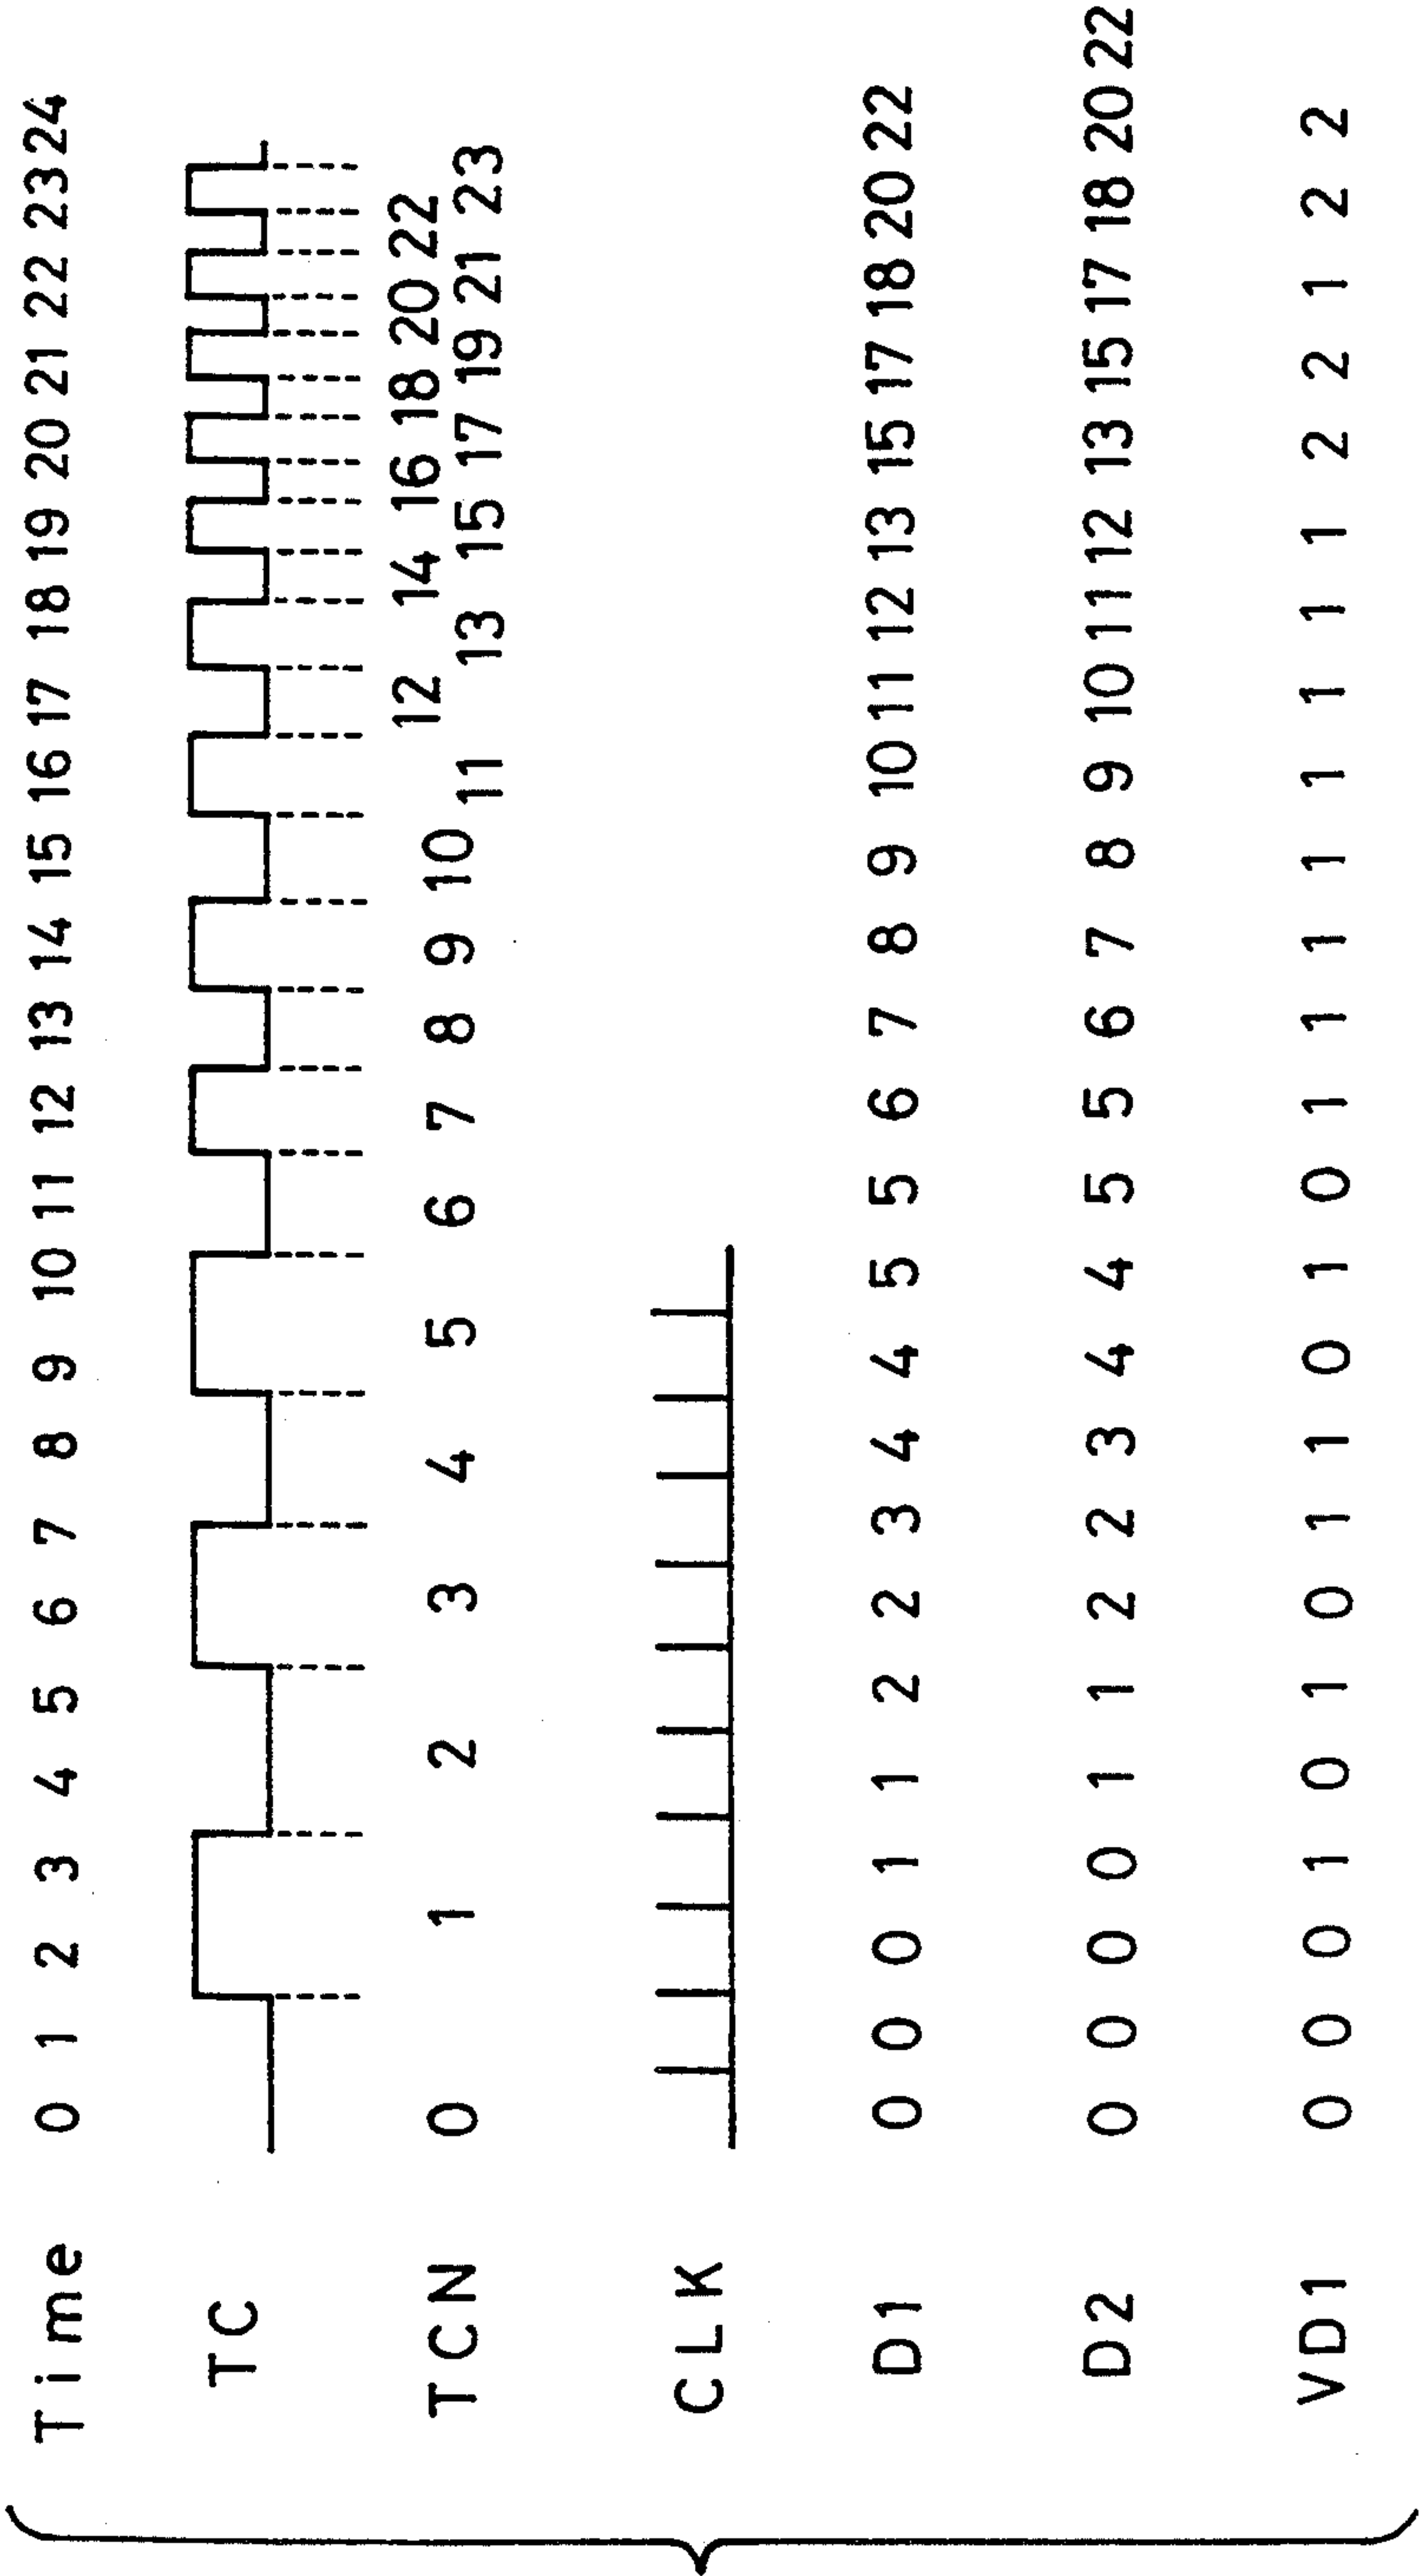 Time 0 1 2 3 4 5 6 7 8 9 10 11 12 13 14 15 16 17 18 19 20 21 22 23 24
TC
12 14 16 18 20 22
TCN 0 1 2 3 4 5 6 7 8 9 10 11 13 15 17 19 21 23
CLK
D1 0 0 0 1 1 2 2 3 4 4 5 5 6 7 8 9 10 11 12 13 15 17 18 20 22
D2 0 0 0 0 1 1 2 2 3 4 4 5 5 6 7 8 9 10 11 12 13 15 17 18 20 22
VD1 0 0 0 1 0 1 0 1 1 0 1 0 1 1 1 1 1 1 1 1 2 2 1 2 2